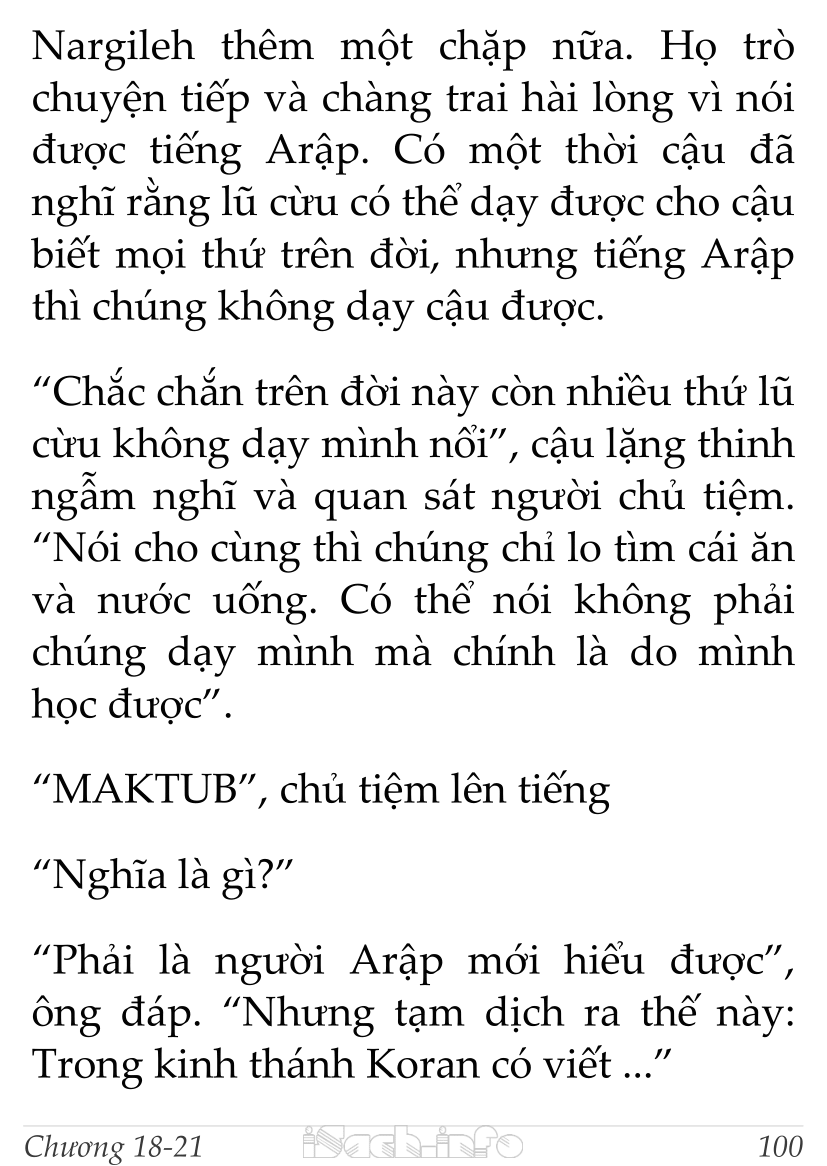 Nargileh thêm một chặp nữa. Họ trò
chuyện tiếp và chàng trai hài lòng vì nói
được tiếng Arập. Có một thời cậu đã
nghĩ rằng lũ cừu có thể dạy được cho cậu
biết mọi thứ trên đời, nhưng tiếng Arập
thì chúng không dạy cậu được.
“Chắc chắn trên đời này còn nhiều thứ lũ
cừu không dạy mình nổi”, cậu lặng thinh
ngẫm nghĩ và quan sát người chủ tiệm.
“Nói cho cùng thì chúng chỉ lo tìm cái ăn
và nước uống. Có thể nói không phải
chúng dạy mình mà chính là do mình
học được”.
“MAKTUB”, chủ tiệm lên tiếng
“Nghĩa là gì?”
“Phải là người Arập mới hiểu được”,
ông đáp. “Nhưng tạm dịch ra thế này:
Trong kinh thánh Koran có viết ...”
Chương 18-21 iSach.info 100